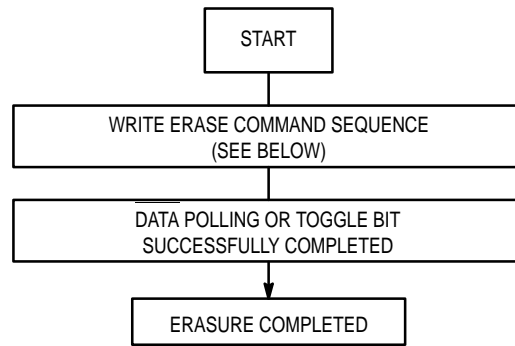 START
WRITE ERASE COMMAND SEQUENCE
(SEE BELOW)
DATA POLLING OR TOGGLE BIT
SUCCESSFULLY COMPLETED
ERASURE COMPLETED